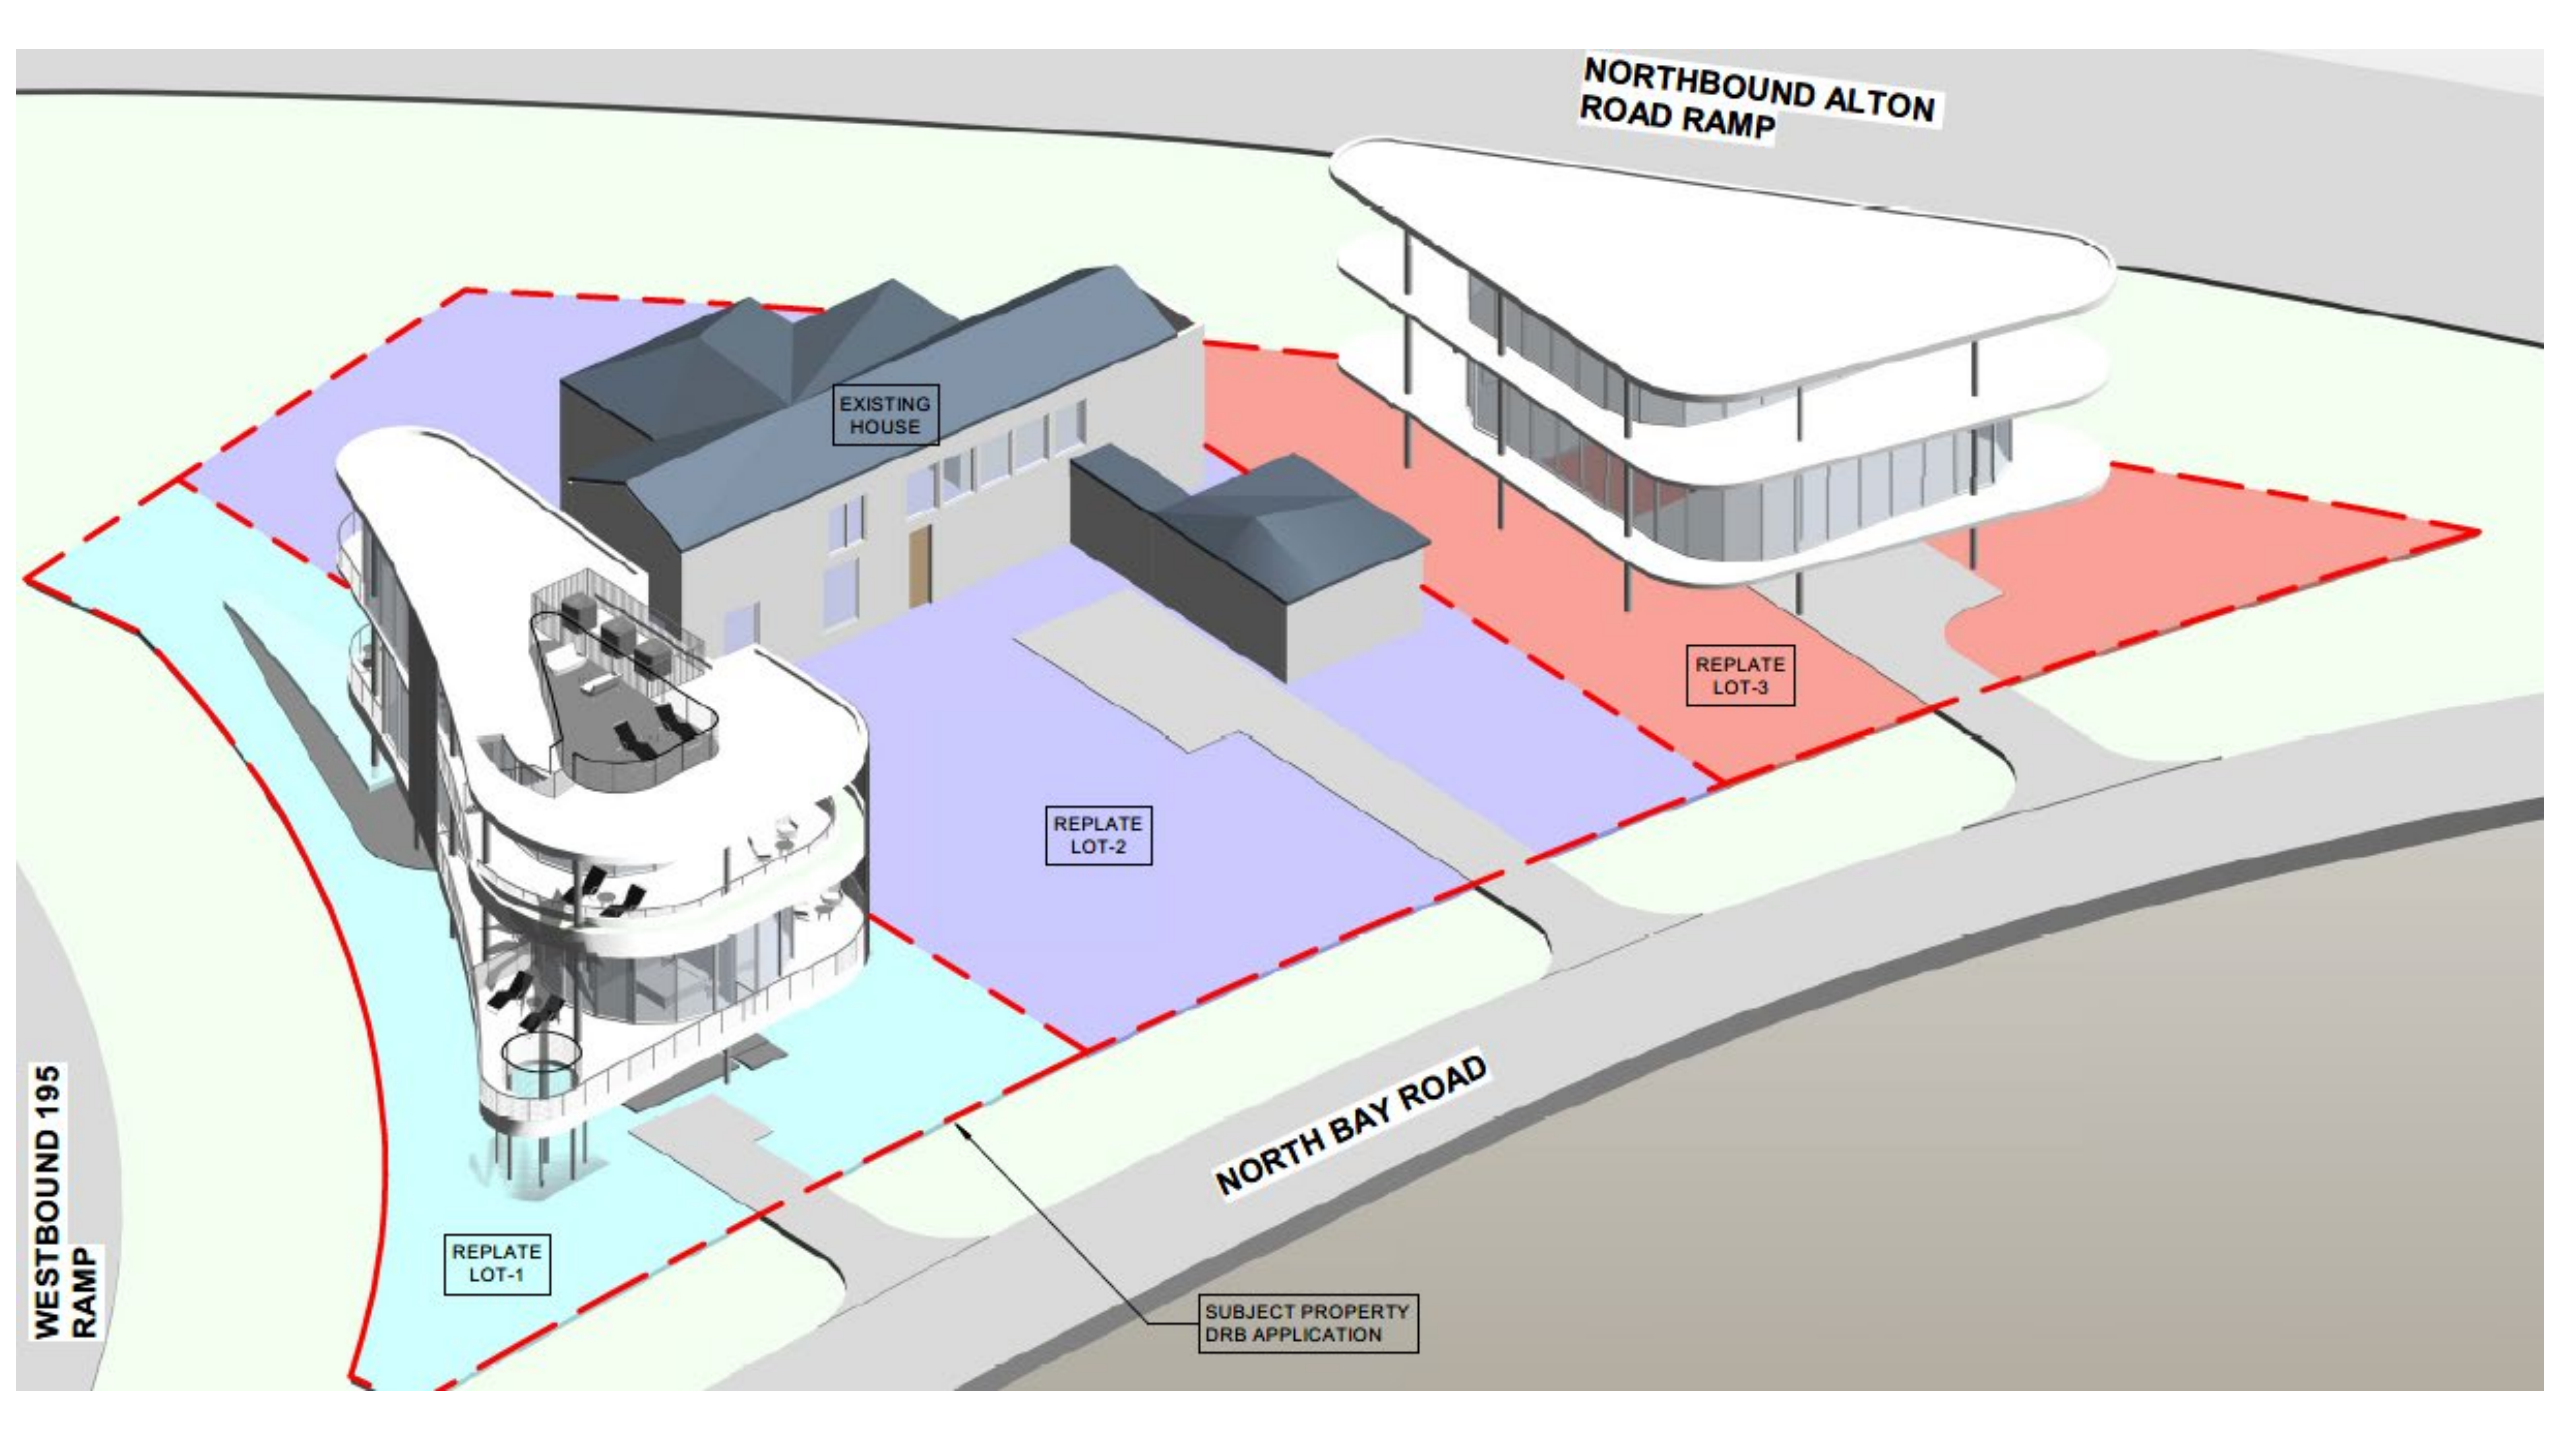 NORTHBOUND ALTON
ROAD RAMP
EXISTING
HOUSE
REPLATE
LOT-3
REPLATE
LOT-2
NORTH BAY ROAD
WESTBOUND 195
RAMP
REPLATE
LOT-1
SUBJECT PROPERTY
DRB APPLICATION